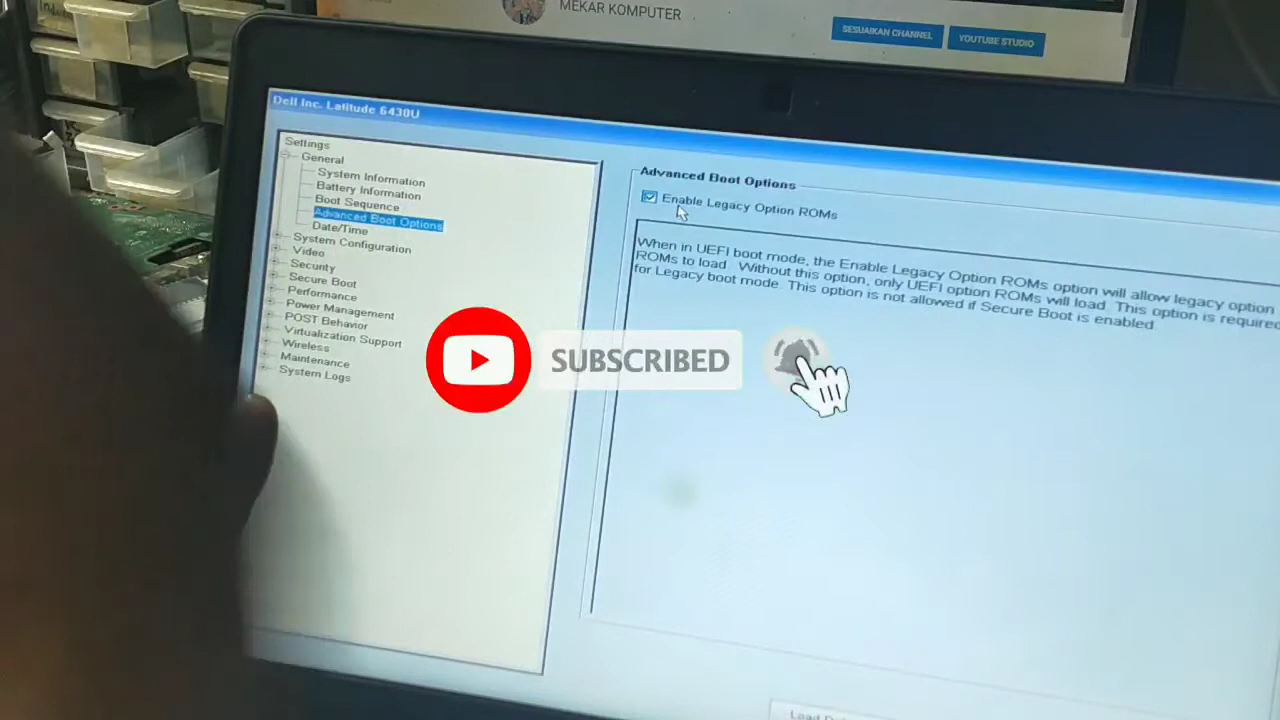 MEKAR KOMPUTER
SESUAIKAN CHANNEL
YOUTUBE STUDIO
Dell Inc. Latitude 6430U
Settings
General
System Information
Battery Information
Boot Sequence
Advanced Boot Options
Date/Time
System Configuration
Video
Security
Secure Boot
Performance
Power Management
POST Behavior
Virtualization Support
Wireless
Maintenance
System Logs
Advanced Boot Options
Enable Legacy Option ROMs
When in UEFI boot mode, the Enable Legacy Option ROMs option will allow legacy option
ROMs to load. Without this option, only UEFI option ROMs will load. This option is required
for Legacy boot mode. This option is not allowed if Secure Boot is enabled.
SUBSCRIBED
Load